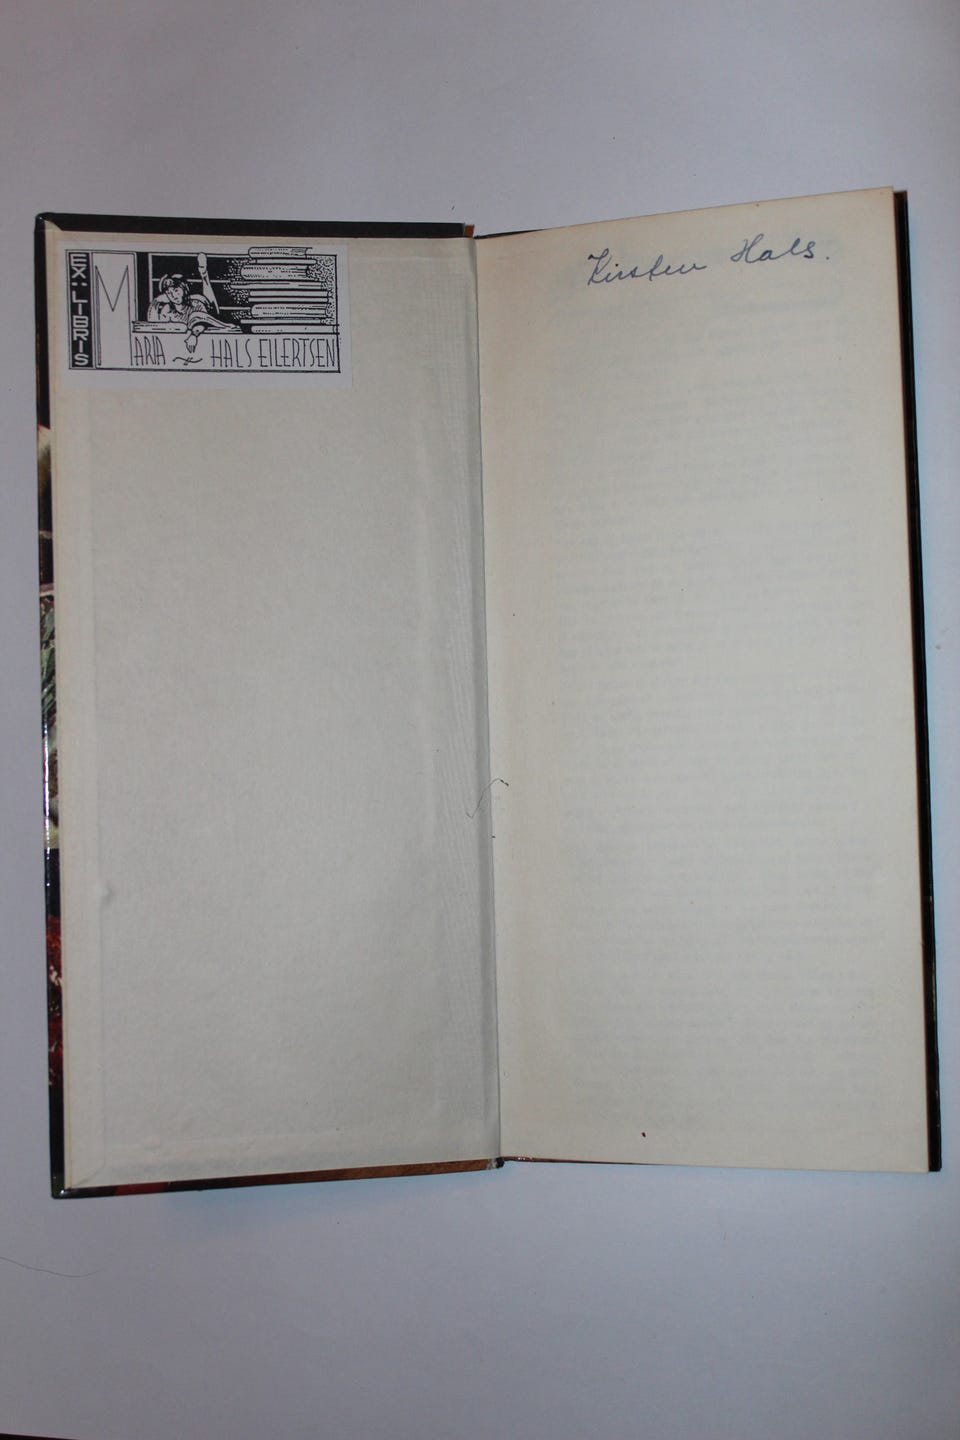 EX-LIBRIS
MARIA HALS EILERTSEN
Kirsten Hals.